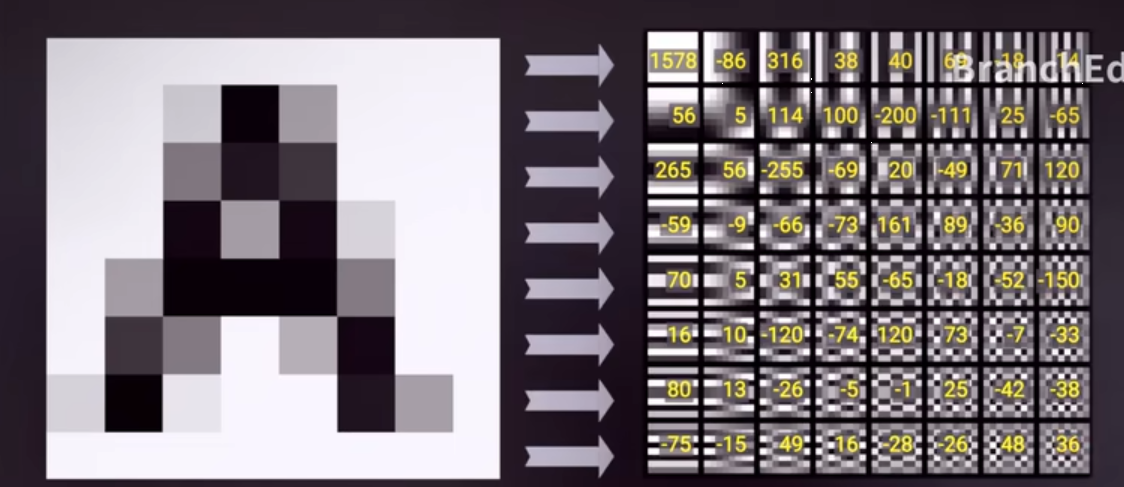 1578 -86 316 38 40 69 18 14
BranchEd
56 5 114 100 -200 -111 25 -65
265 56 -255 -69 20 -49 71 120
-59 -9 -66 -73 161 89 -36 90
70 5 31 55 -65 -18 -52 -150
16 10 -120 -74 120 73 -7 -33
80 13 -26 -5 -1 25 -42 -38
-75 -15 49 16 -28 -26 48 36